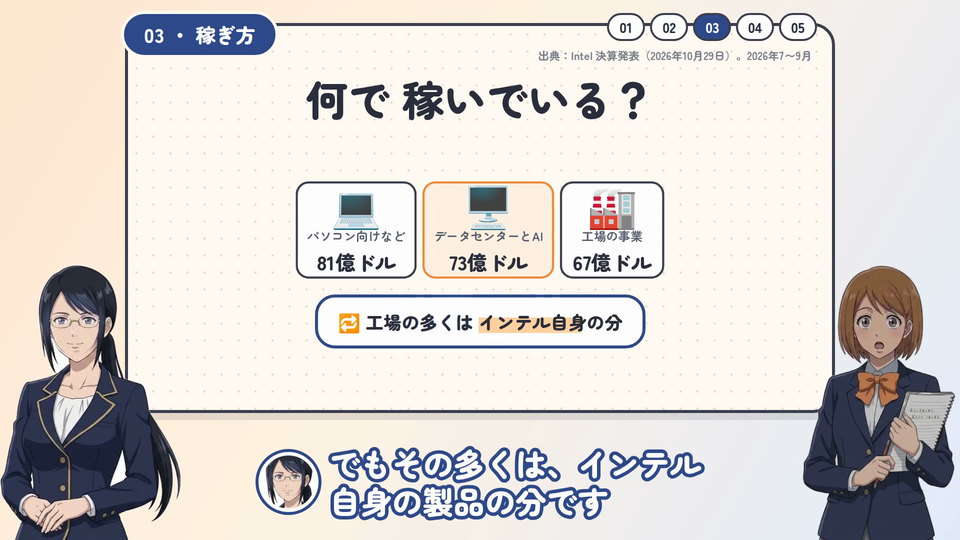 03・稼ぎ方
01 02 03 04 05
出典：Intel 決算発表（2026年10月29日）。2026年7〜9月
何で 稼いでいる？
パソコン向けなど
81億ドル
データセンターとAI
73億ドル
工場の事業
67億ドル
工場の多くは インテル自身の分
でもその多くは、インテル
自身の製品の分です